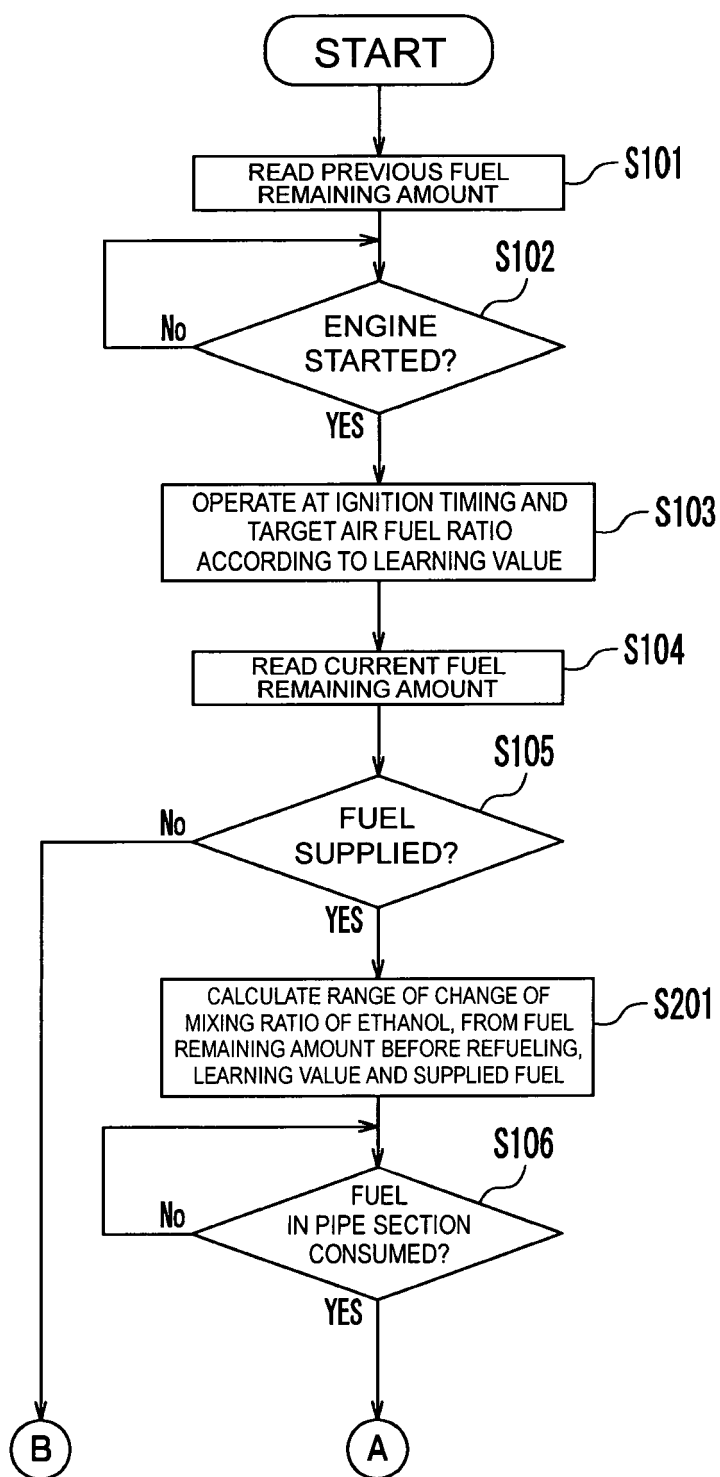 START
READ PREVIOUS FUEL
REMAINING AMOUNT
S101
S102
No
ENGINE
STARTED?
YES
OPERATE AT IGNITION TIMING AND
TARGET AIR FUEL RATIO
ACCORDING TO LEARNING VALUE
S103
READ CURRENT FUEL
REMAINING AMOUNT
S104
S105
No
FUEL
SUPPLIED?
YES
CALCULATE RANGE OF CHANGE OF
MIXING RATIO OF ETHANOL, FROM FUEL
REMAINING AMOUNT BEFORE REFUELING,
LEARNING VALUE AND SUPPLIED FUEL
S201
S106
No
FUEL
IN PIPE SECTION
CONSUMED?
YES
B
A